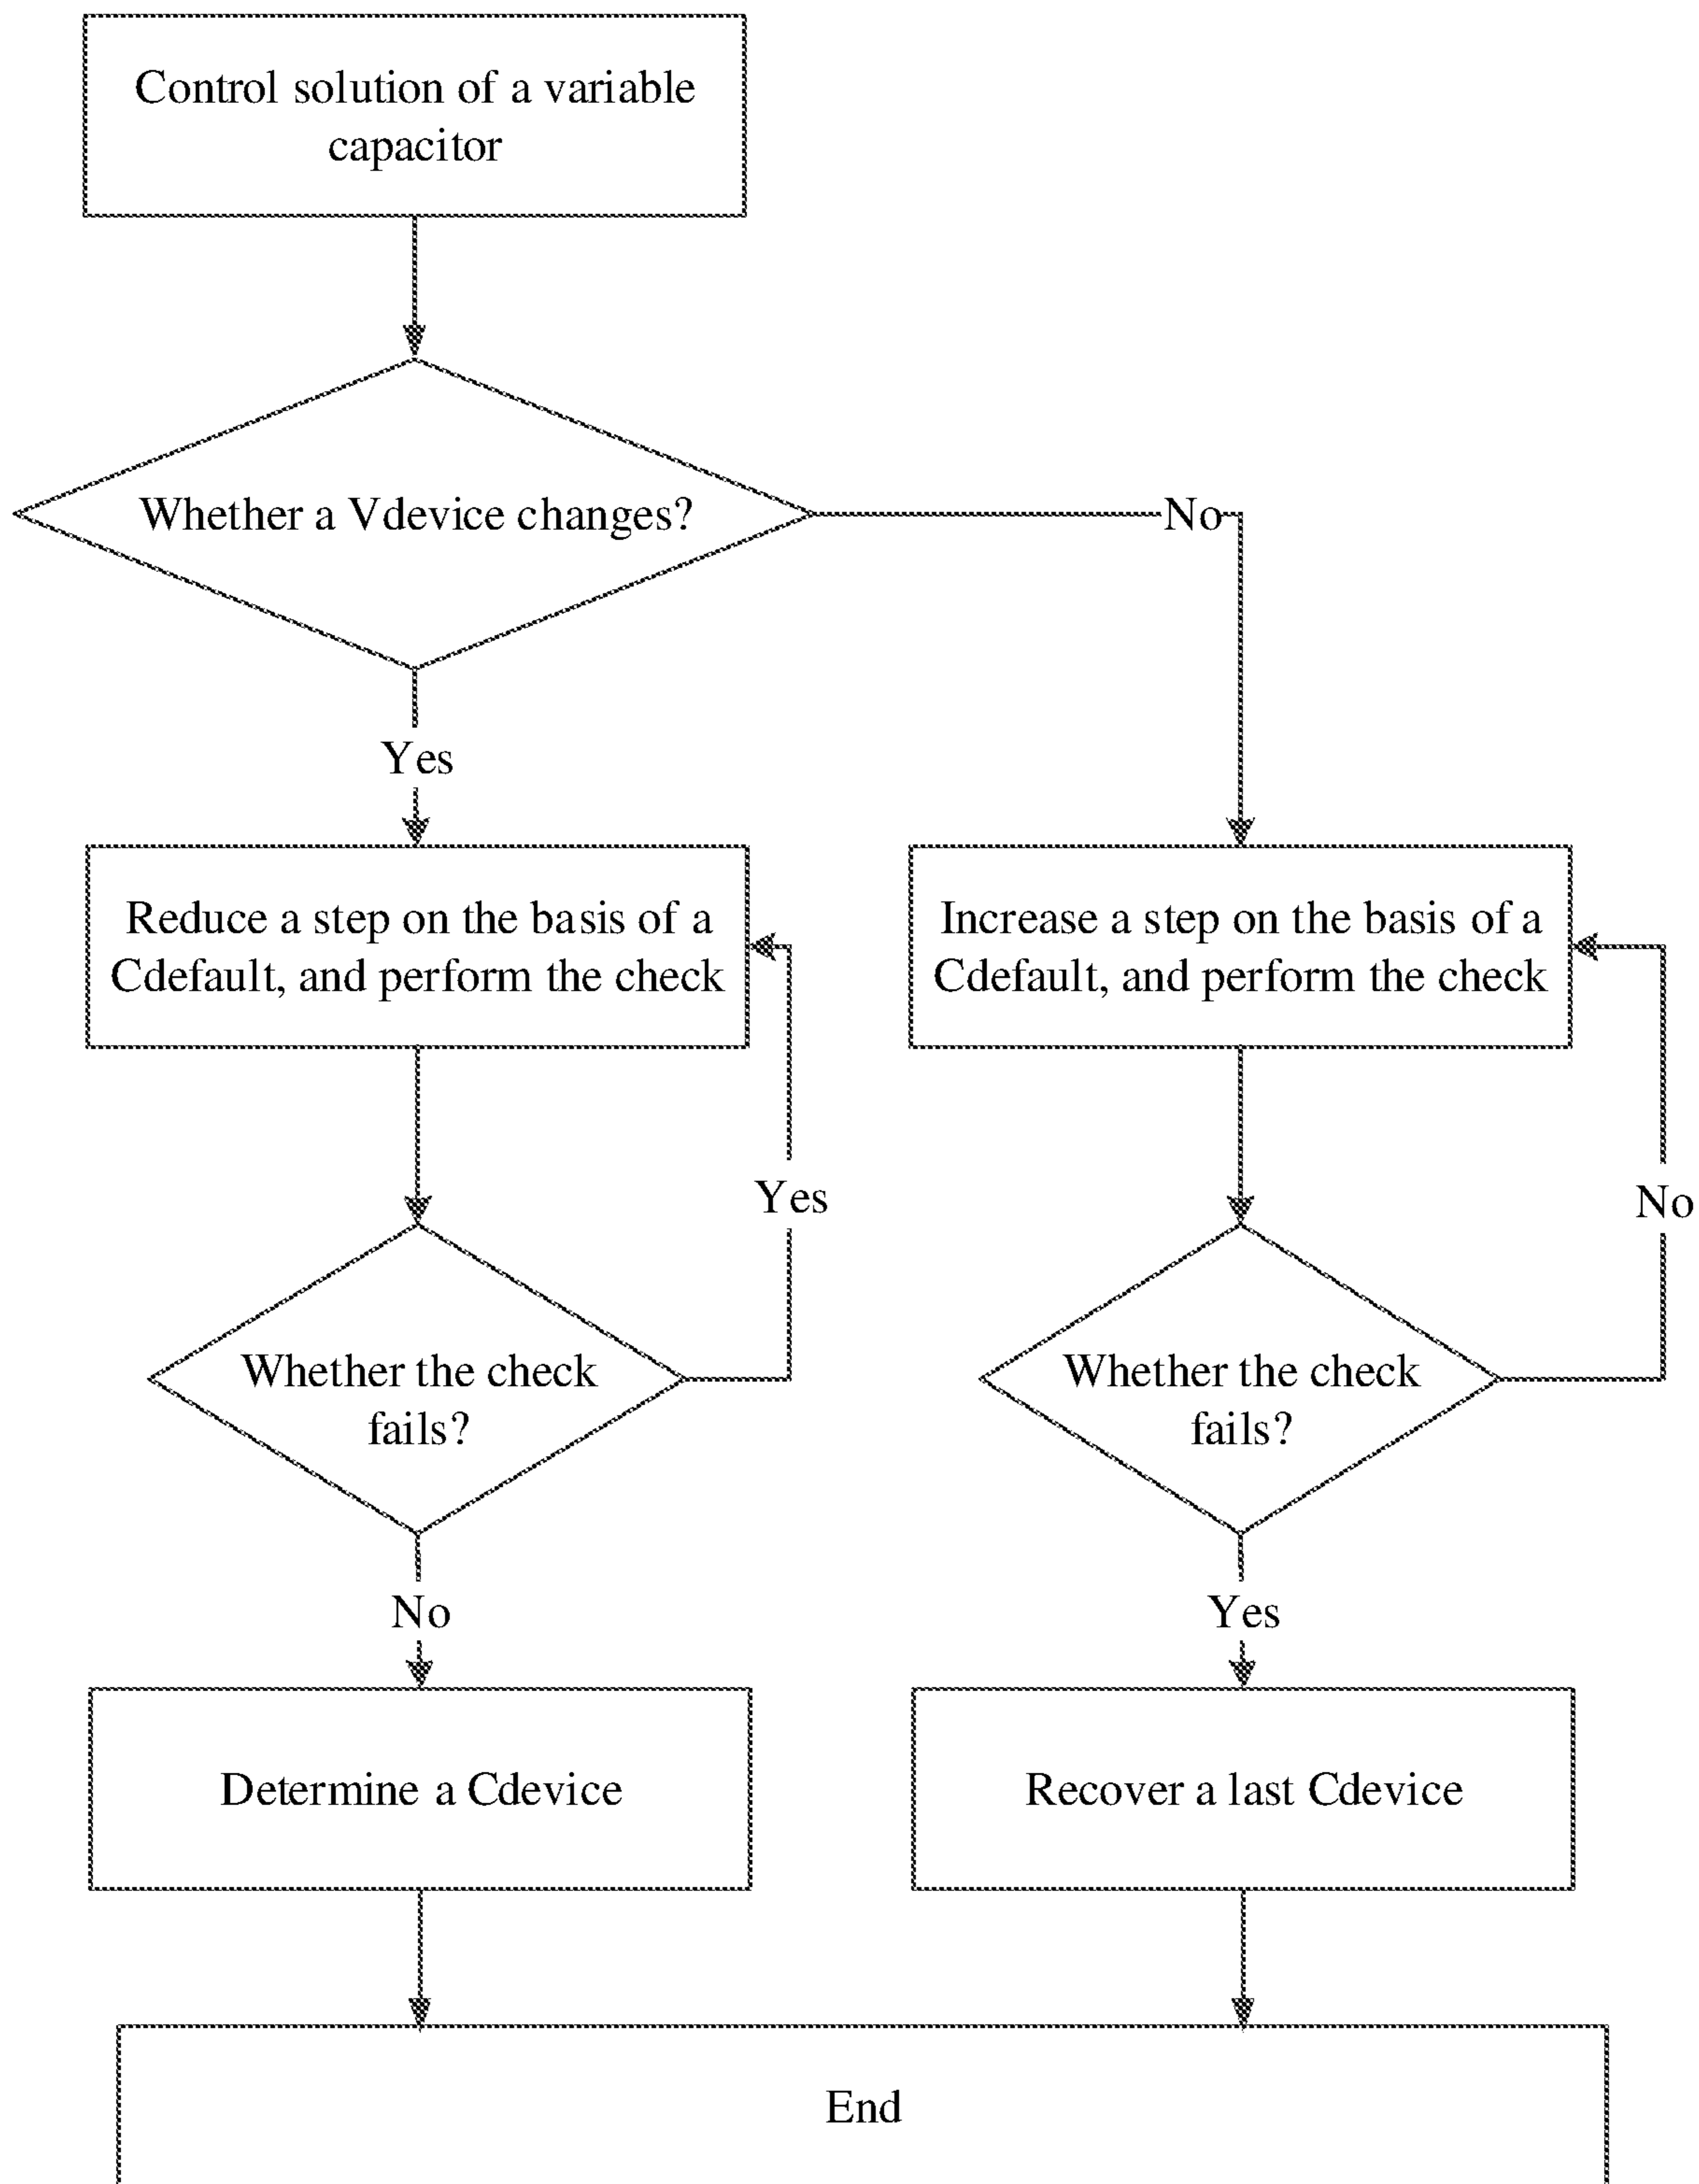 Control solution of a variable
capacitor
Whether a Vdevice changes?
No
Yes
Reduce a step on the basis of a
Cdefault, and perform the check
Increase a step on the basis of a
Cdefault, and perform the check
Yes
No
Whether the check
fails?
Whether the check
fails?
No
Yes
Determine a Cdevice
Recover a last Cdevice
End